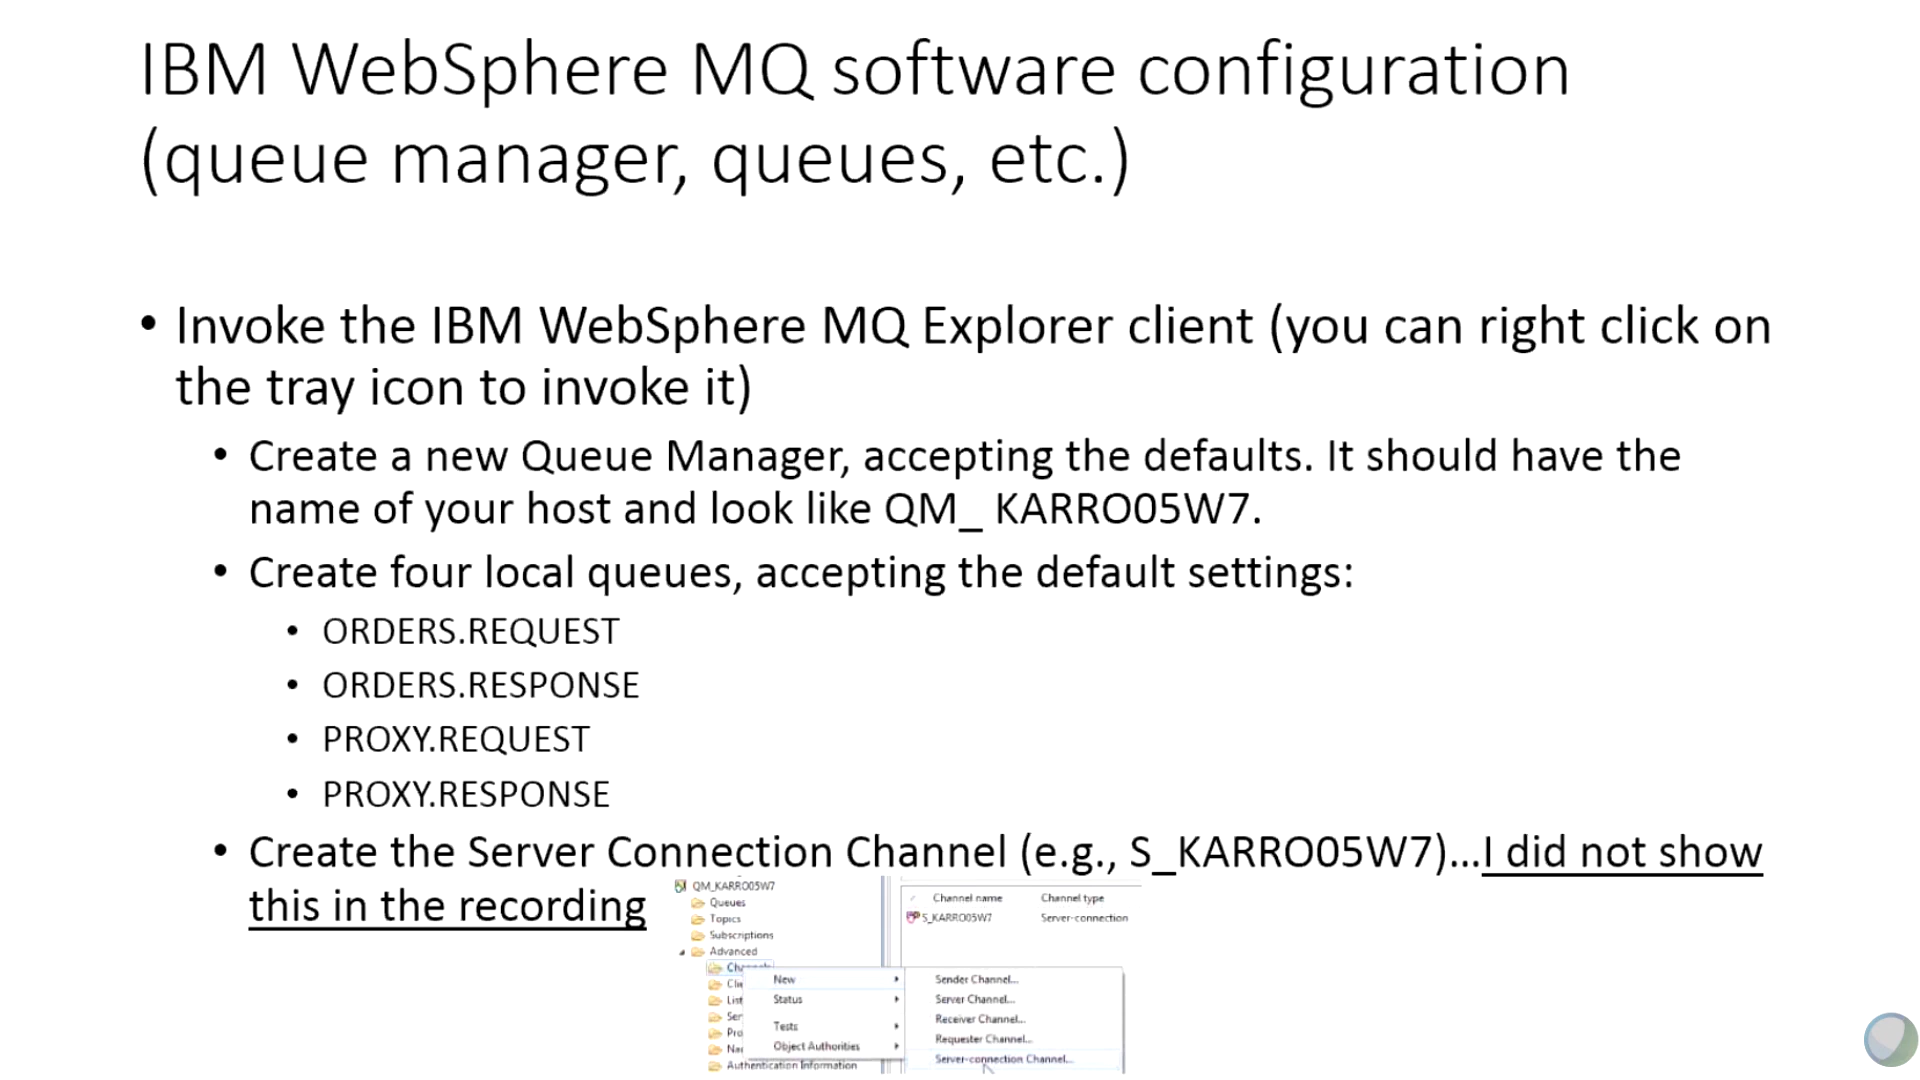 IBM WebSphere MQ software configuration
(queue manager, queues, etc.)
• Invoke the IBM WebSphere MQ Explorer client (you can right click on
the tray icon to invoke it)
• Create a new Queue Manager, accepting the defaults. It should have the
name of your host and look like QM_ KARRO05W7.
• Create four local queues, accepting the default settings:
• ORDERS.REQUEST
• ORDERS.RESPONSE
• PROXY.REQUEST
• PROXY.RESPONSE
• Create the Server Connection Channel (e.g., S_KARRO05W7)...I did not show
this in the recording
QM_KARRO05W7
Queues
Topics
Subscriptions
Advanced
Authentication Information
New
Status
Tests
Object Authorities
Channel name Channel type
S_KARRO05W7 Server-connection
Sender Channel...
Server Channel...
Receiver Channel...
Requester Channel...
Server-connection Channel...